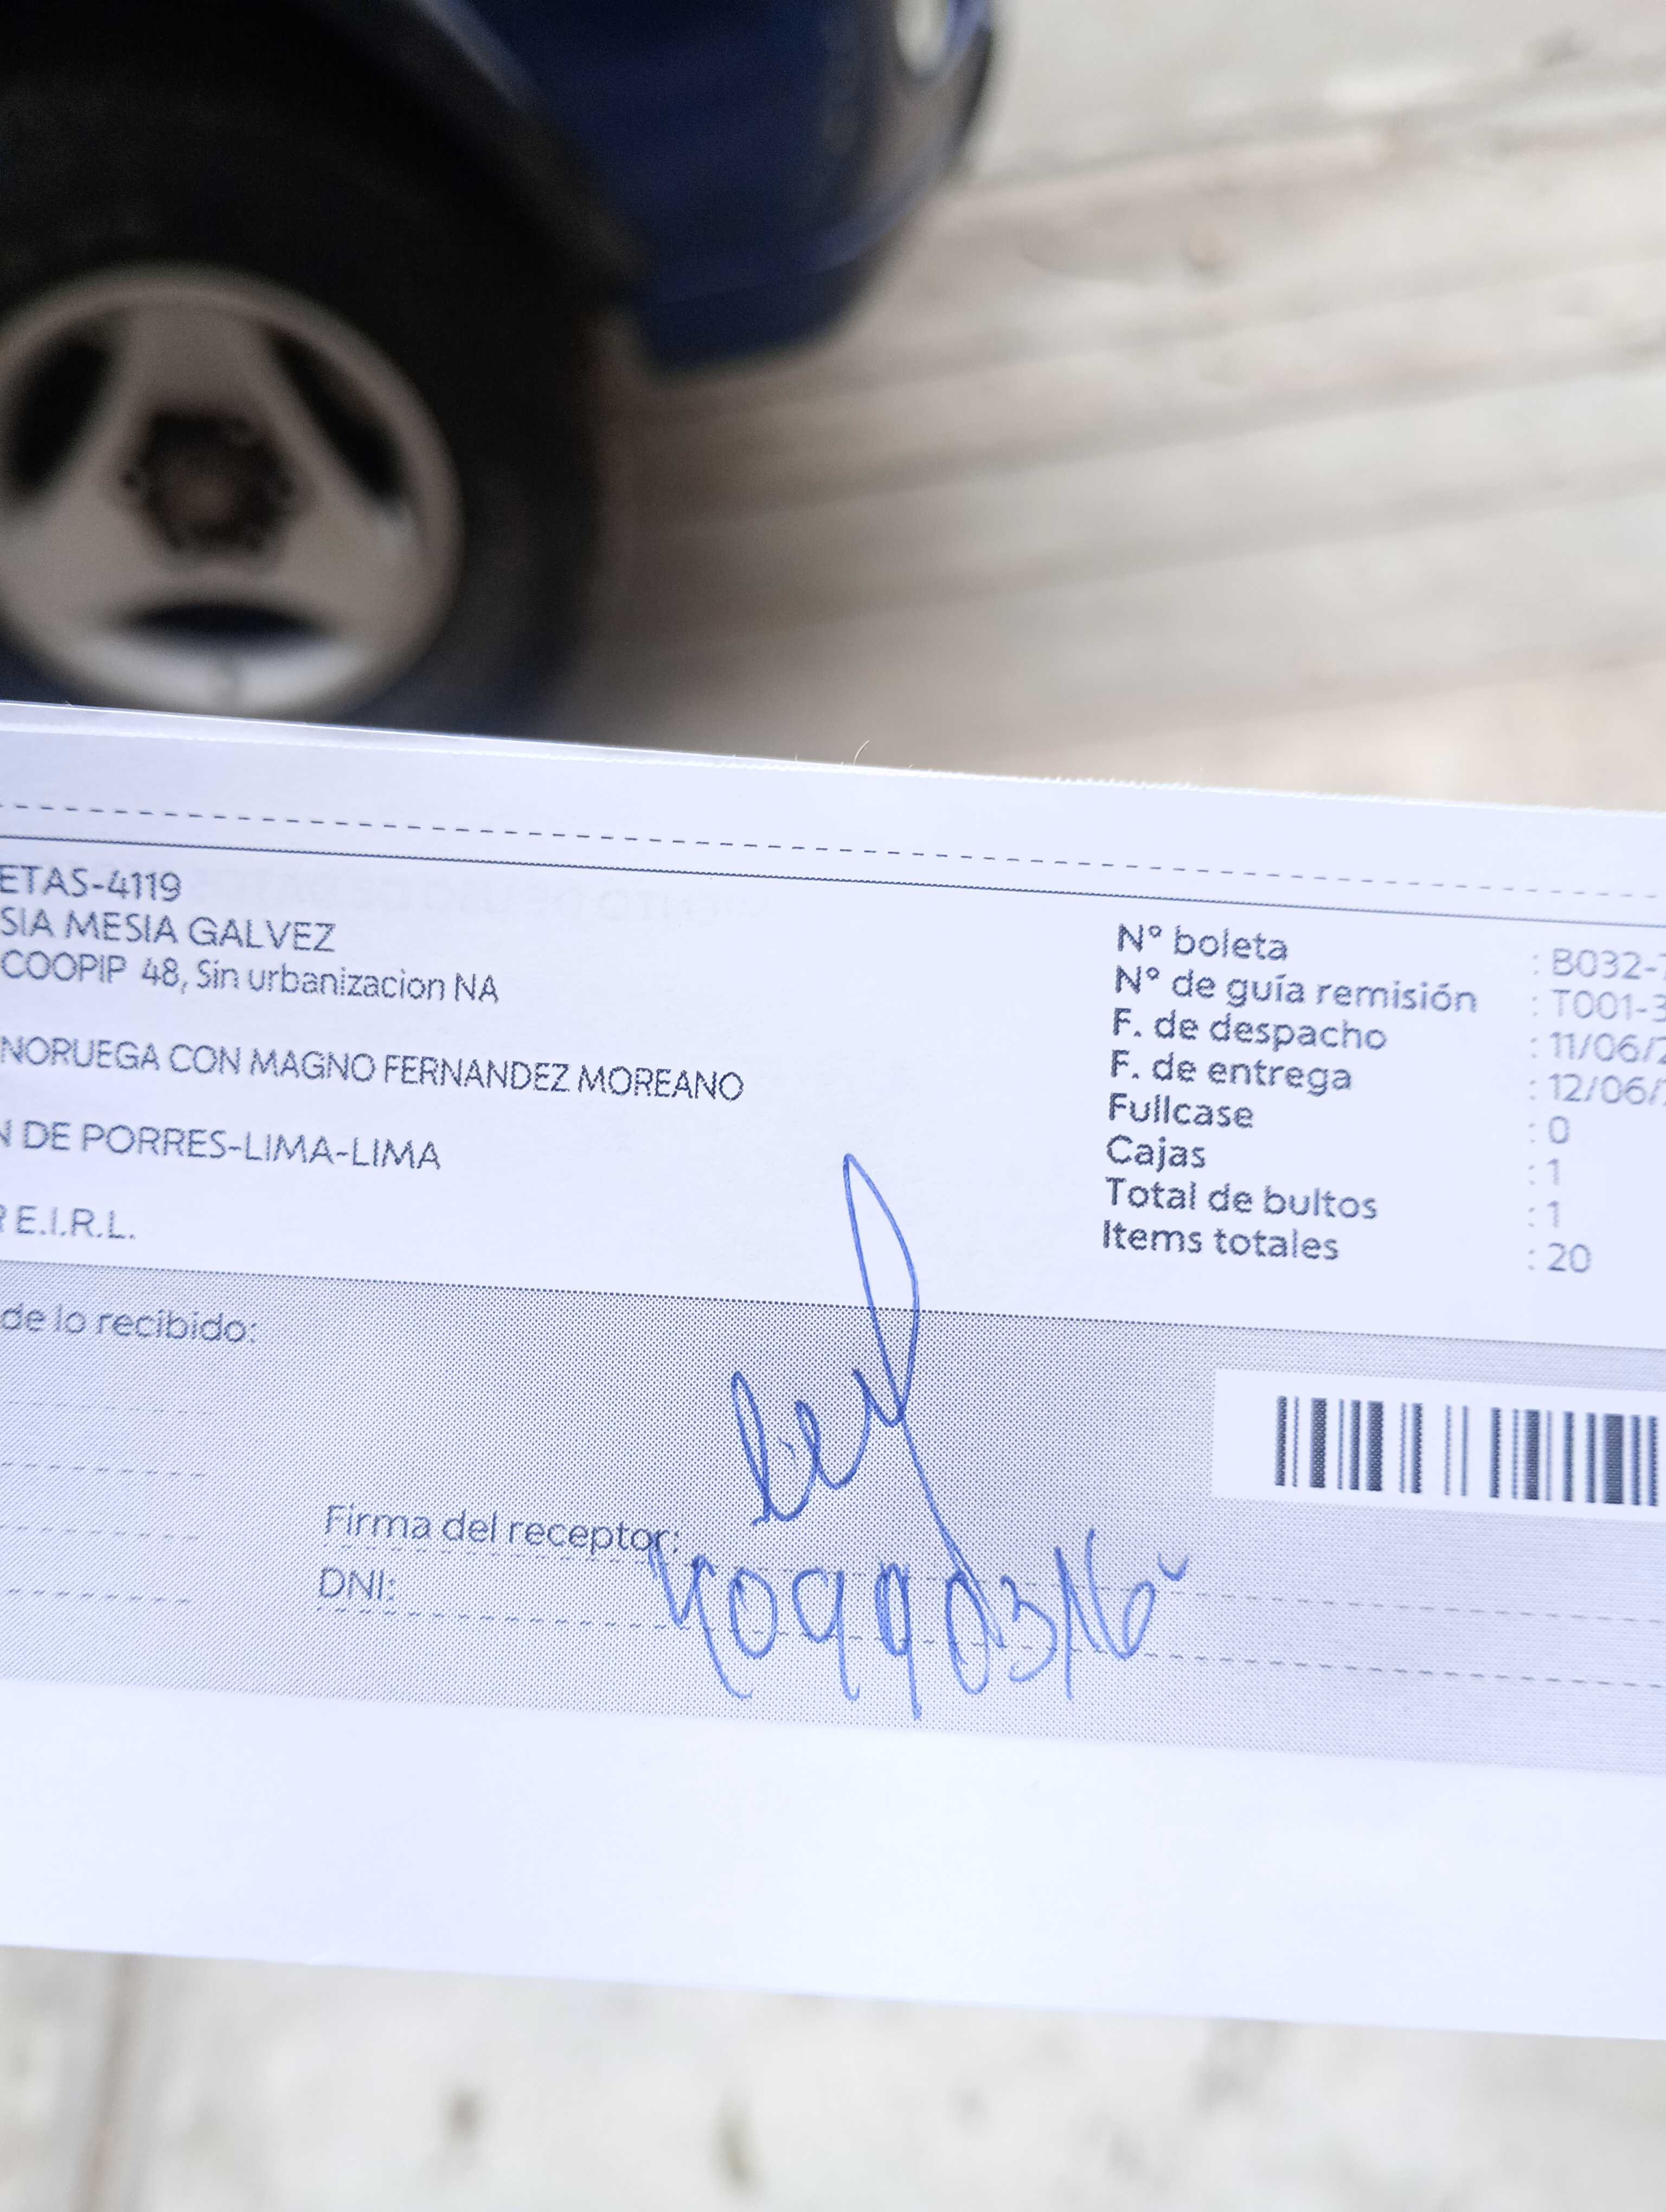 ETAS-4119
SIA MESIA GALVEZ
COOPIP 48, Sin urbanizacion NA
NORUEGA CON MAGNO FERNANDEZ MOREANO
N DE PORRES-LIMA-LIMA
E.I.R.L.
N° boleta : B032-
N° de guía remisión : T001-3
F. de despacho : 11/06/2
F. de entrega : 12/06/
Fullcase : 0
Cajas : 1
Total de bultos : 1
Items totales : 20
de lo recibido:
Firma del receptor:
DNI: 40990316